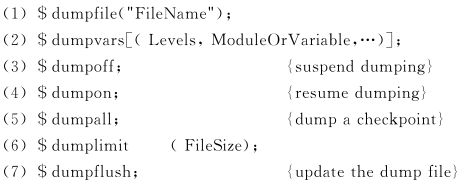 (1) $ dumpfile("FileName");
(2) $ dumpvars[( Levels, ModuleOrVariable,…)];
(3) $ dumpoff; {suspend dumping}
(4) $ dumpon; {resume dumping}
(5) $ dumpall; {dump a checkpoint}
(6) $ dumplimit ( FileSize);
(7) $ dumpflush; {update the dump file}